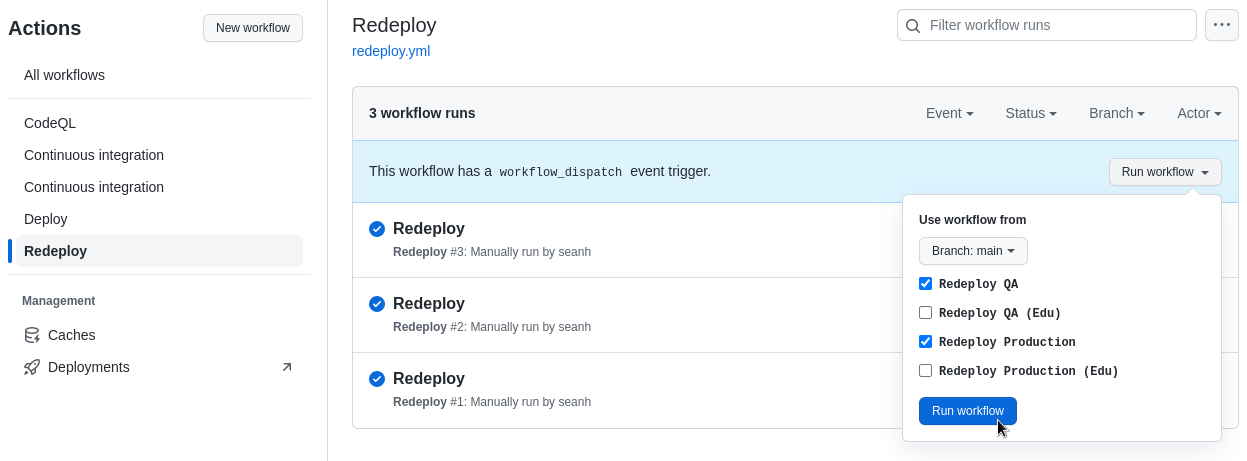 Actions
New workflow
All workflows
CodeQL
Continuous integration
Continuous integration
Deploy
Redeploy
Management
Caches
Deployments
Redeploy
redeploy.yml
Filter workflow runs
3 workflow runs
Event Status Branch Actor
This workflow has a workflow_dispatch event trigger.
Run workflow
Redeploy
Redeploy #3: Manually run by seanh
Redeploy
Redeploy #2: Manually run by seanh
Redeploy
Redeploy #1: Manually run by seanh
Use workflow from
Branch: main
Redeploy QA
Redeploy QA (Edu)
Redeploy Production
Redeploy Production (Edu)
Run workflow